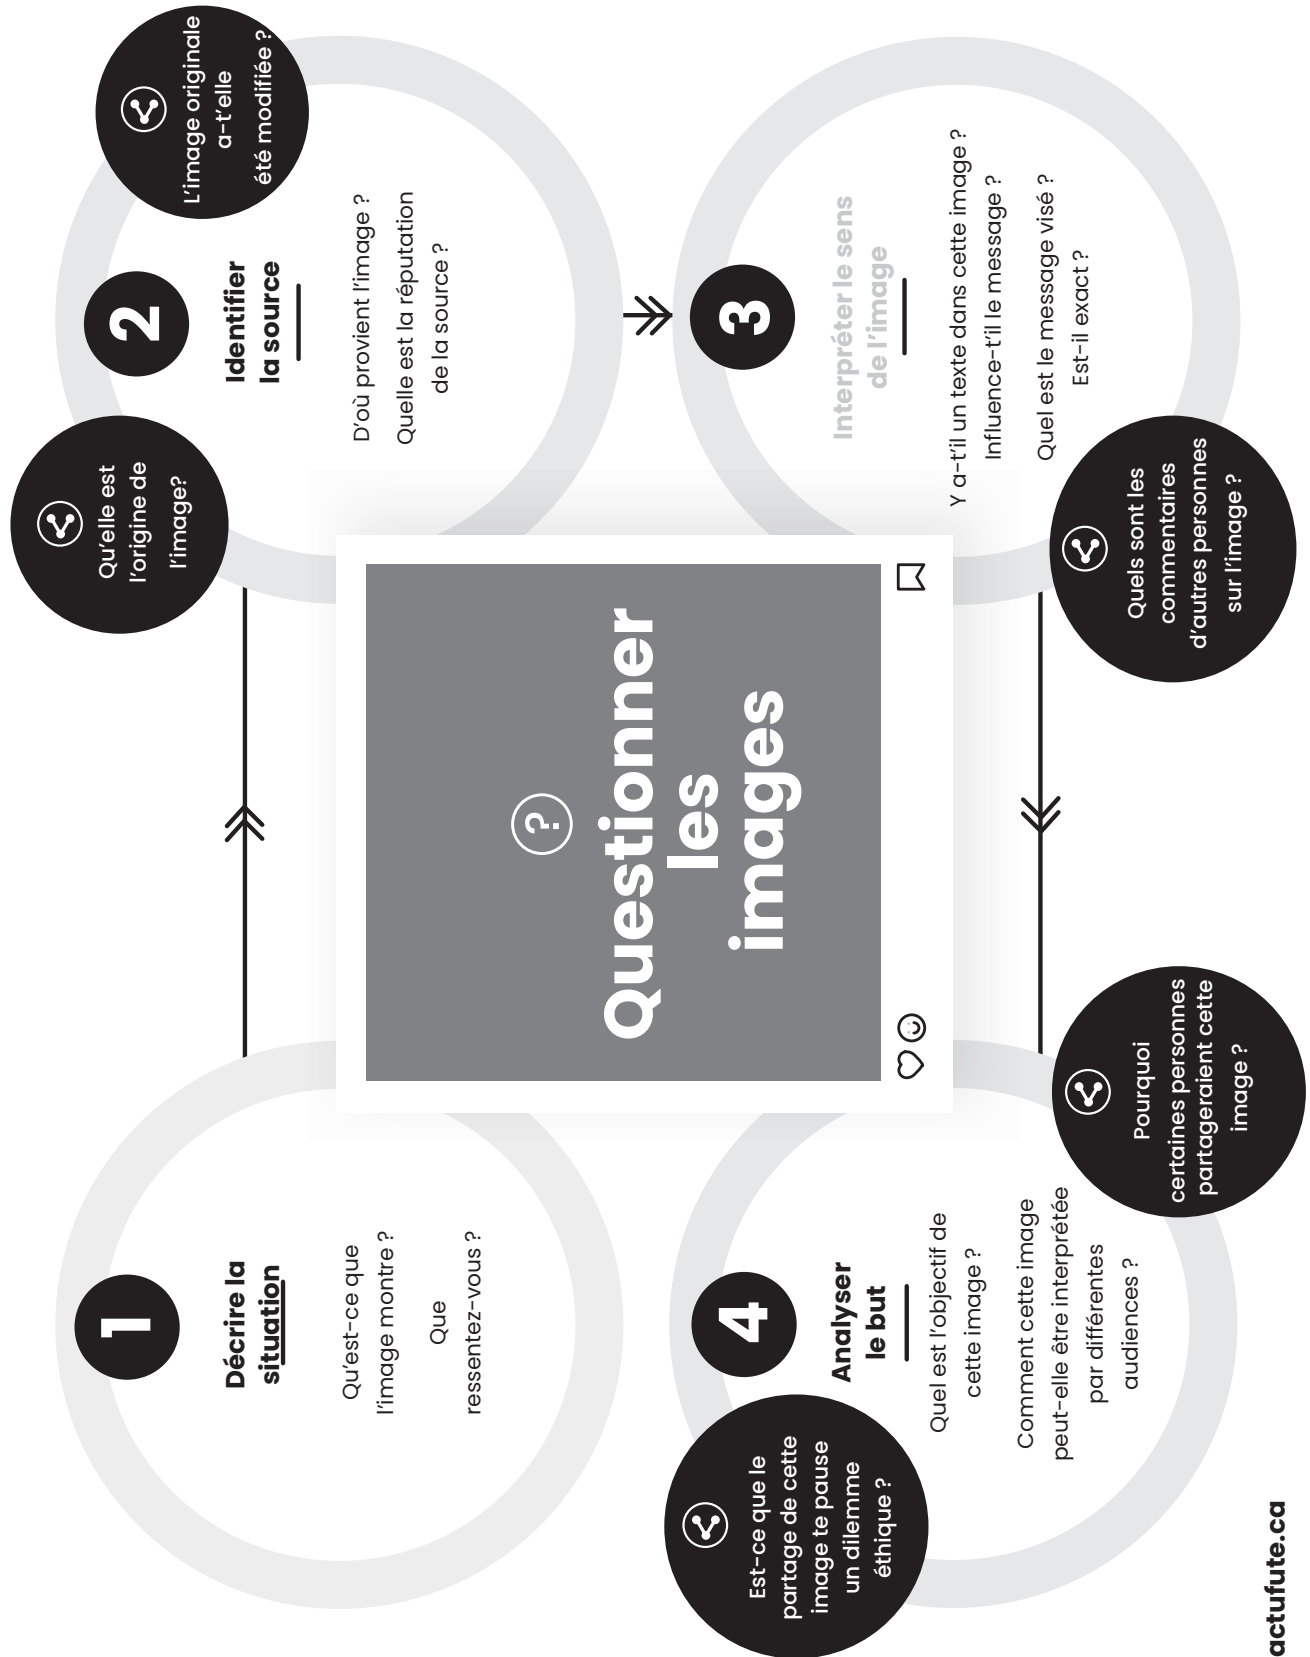 Questionner
les
images
?
1
Décrire la
situation
Qu'est-ce que
l'image montre ?
Que
ressentez-vous ?
2
Identifier
la source
D'où provient l'image ?
Quelle est la réputation
de la source ?
Qu'elle est
l'origine de
l'image?
L'image originale
a-t'elle
été modifiée ?
3
Interpréter le sens
de l'image
Y a-t'il un texte dans cette image ?
Influence-t'il le message ?
Quel est le message visé ?
Est-il exact ?
Quels sont les
commentaires
d'autres personnes
sur l'image ?
4
Analyser
le but
Quel est l'objectif de
cette image ?
Comment cette image
peut-elle être interprétée
par différentes
audiences ?
Pourquoi
certaines personnes
partageraient cette
image ?
Est-ce que le
partage de cette
image te pause
un dilemme
éthique ?
actufute.ca